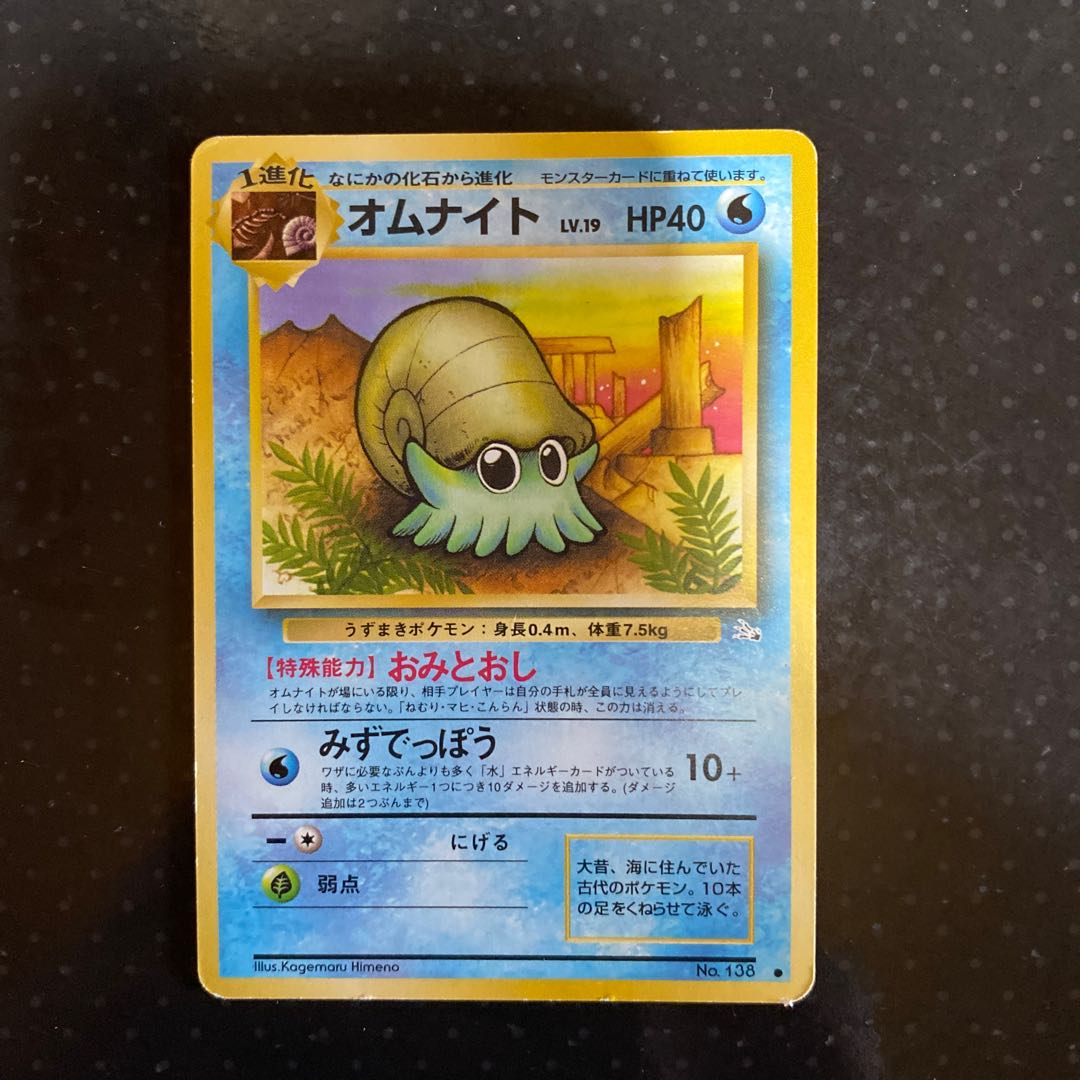 1進化 なにかの化石から進化 モンスターカードに重ねて使います。
オムナイト LV.19 HP40
うずまきポケモン：身長0.4m、体重7.5kg
【特殊能力】おみとおし
オムナイトが場にいる限り、相手プレイヤーは自分の手札が全員に見えるようにしてプレ
イしなければならない。「ねむり・マヒ・こんらん」状態の時、この力は消える。
みずでっぽう 10+
ワザに必要なぶんよりも多く「水」エネルギーカードがついている
時、多いエネルギー1つにつき10ダメージを追加する。(ダメージ
追加は2つぶんまで)
ー にげる
弱点
大昔、海に住んでいた
古代のポケモン。10本
の足をくねらせて泳ぐ。
Illus.Kagemaru Himeno No. 138